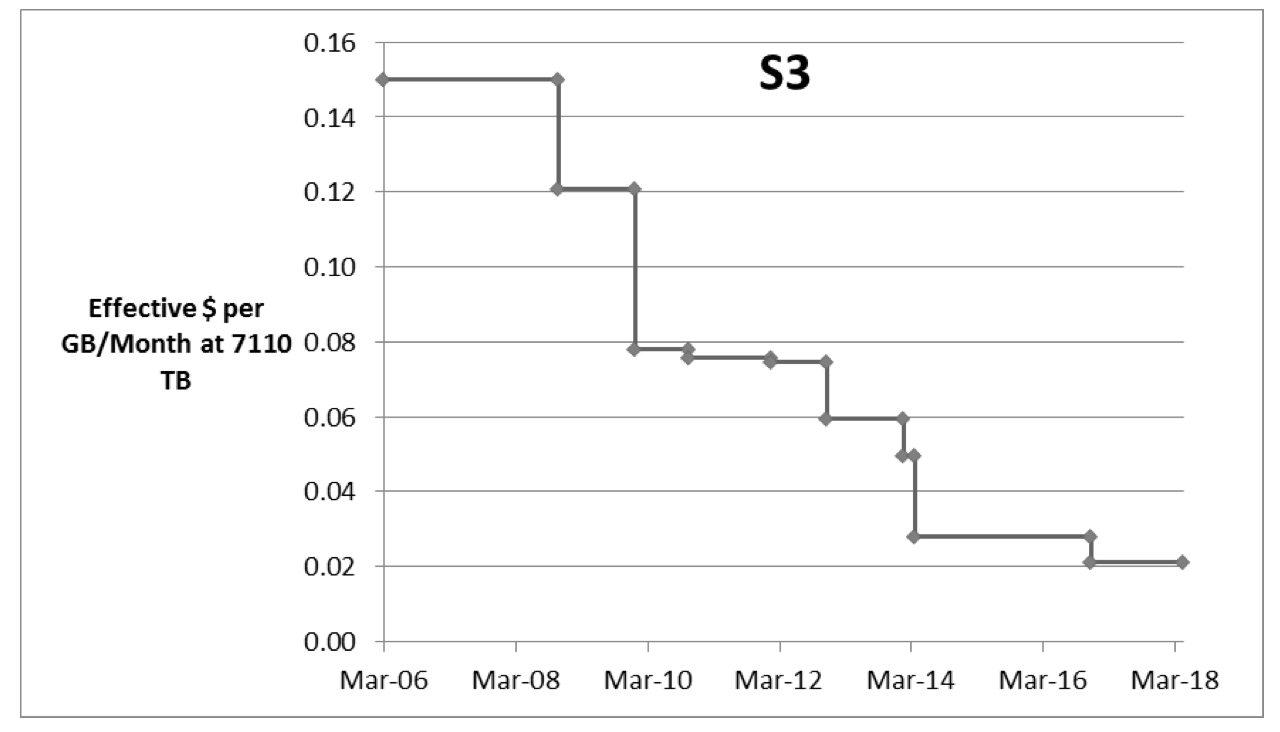 S3
0.16
0.14
0.12
0.10
0.08
0.06
0.04
0.02
0.00
Effective $ per
GB/Month at 7110
TB
Mar-06 Mar-08 Mar-10 Mar-12 Mar-14 Mar-16 Mar-18